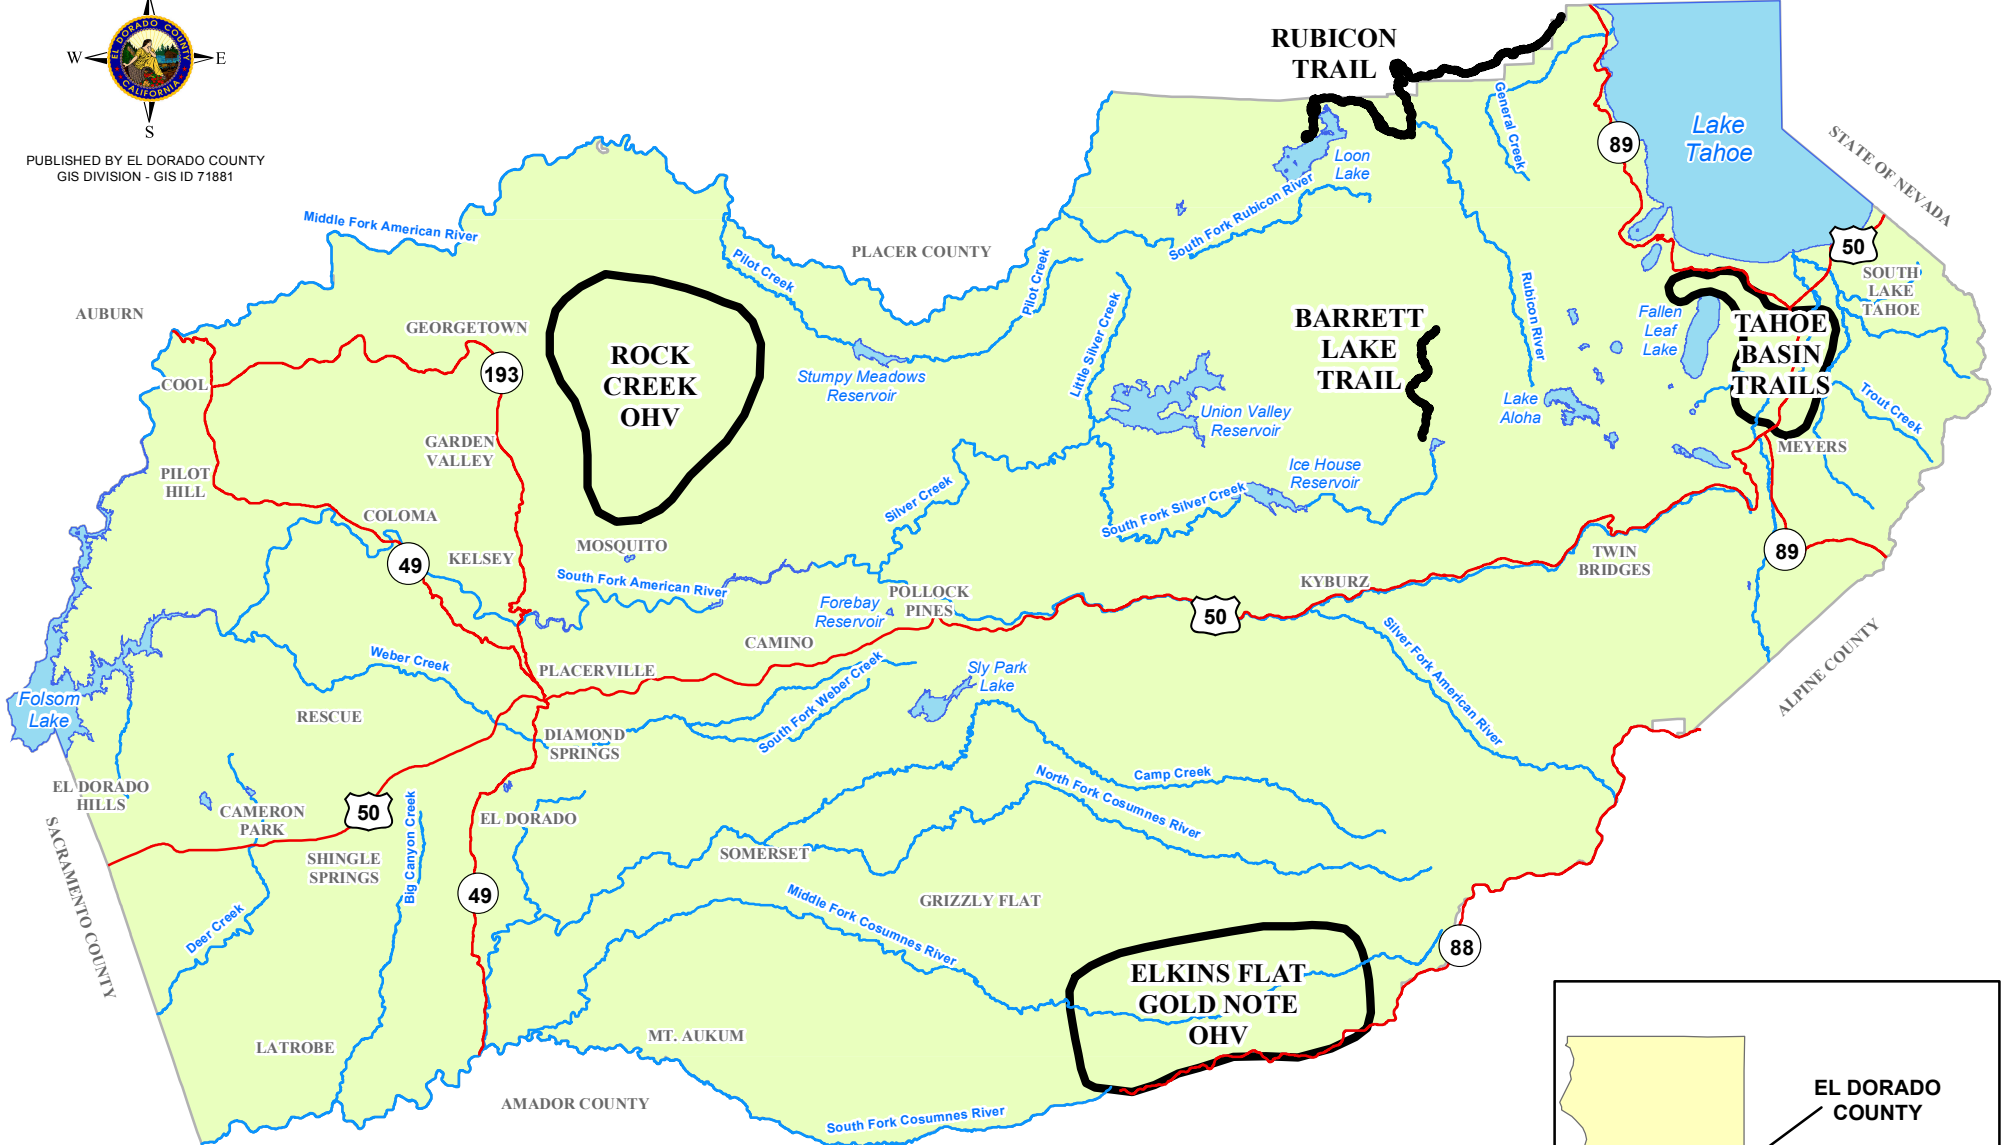 W
E
S
EL DORADO COUNTY
CALIFORNIA
PUBLISHED BY EL DORADO COUNTY
GIS DIVISION - GIS ID 71881
RUBICON
TRAIL
Lake
Tahoe
STATE OF NEVADA
89
General Creek
Loon
Lake
South Fork Rubicon River
Middle Fork American River
PLACER COUNTY
Pilot Creek
Pilot Creek
50
SOUTH
LAKE
TAHOE
Rubicon River
Little Silver Creek
AUBURN
GEORGETOWN
193
COOL
ROCK
CREEK
OHV
Stumpy Meadows
Reservoir
BARRETT
LAKE
TRAIL
Fallen
Leaf
Lake
TAHOE
BASIN
TRAILS
Union Valley
Reservoir
Lake
Aloha
Trout Creek
MEYERS
GARDEN
VALLEY
PILOT
HILL
Ice House
Reservoir
Silver Creek
South Fork Silver Creek
COLOMA
49
KELSEY
MOSQUITO
South Fork American River
POLLOCK
PINES
Forebay
Reservoir
KYBURZ
TWIN
BRIDGES
89
50
CAMINO
Silver Fork American River
Weber Creek
PLACERVILLE
Sly Park
Lake
South Fork Weber Creek
ALPINE COUNTY
Folsom
Lake
RESCUE
DIAMOND
SPRINGS
EL DORADO
HILLS
CAMERON
PARK
50
SHINGLE
SPRINGS
Big Canyon Creek
EL DORADO
Camp Creek
North Fork Cosumnes River
SOMERSET
SACRAMENTO COUNTY
49
Deer Creek
Middle Fork Cosumnes River
GRIZZLY FLAT
88
ELKINS FLAT
GOLD NOTE
OHV
LATROBE
MT. AUKUM
AMADOR COUNTY
South Fork Cosumnes River
EL DORADO
COUNTY